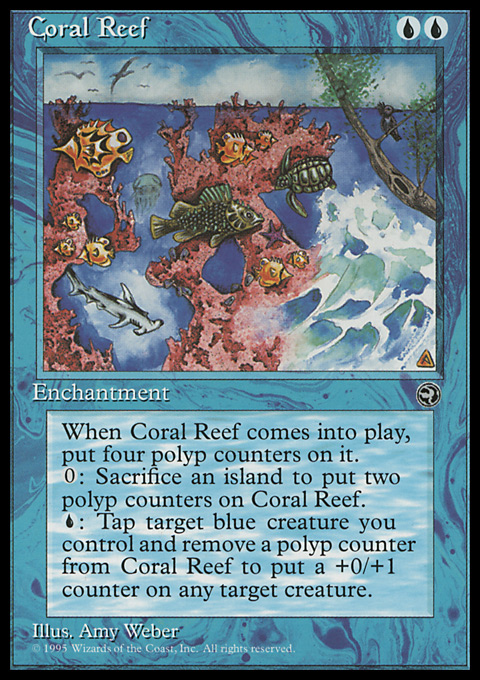 Coral Reef
Enchantment
When Coral Reef comes into play,
put four polyp counters on it.
0: Sacrifice an island to put two
polyp counters on Coral Reef.
: Tap target blue creature you
control and remove a polyp counter
from Coral Reef to put a +0/+1
counter on any target creature.
Illus. Amy Weber
© 1995 Wizards of the Coast, Inc. All rights reserved.